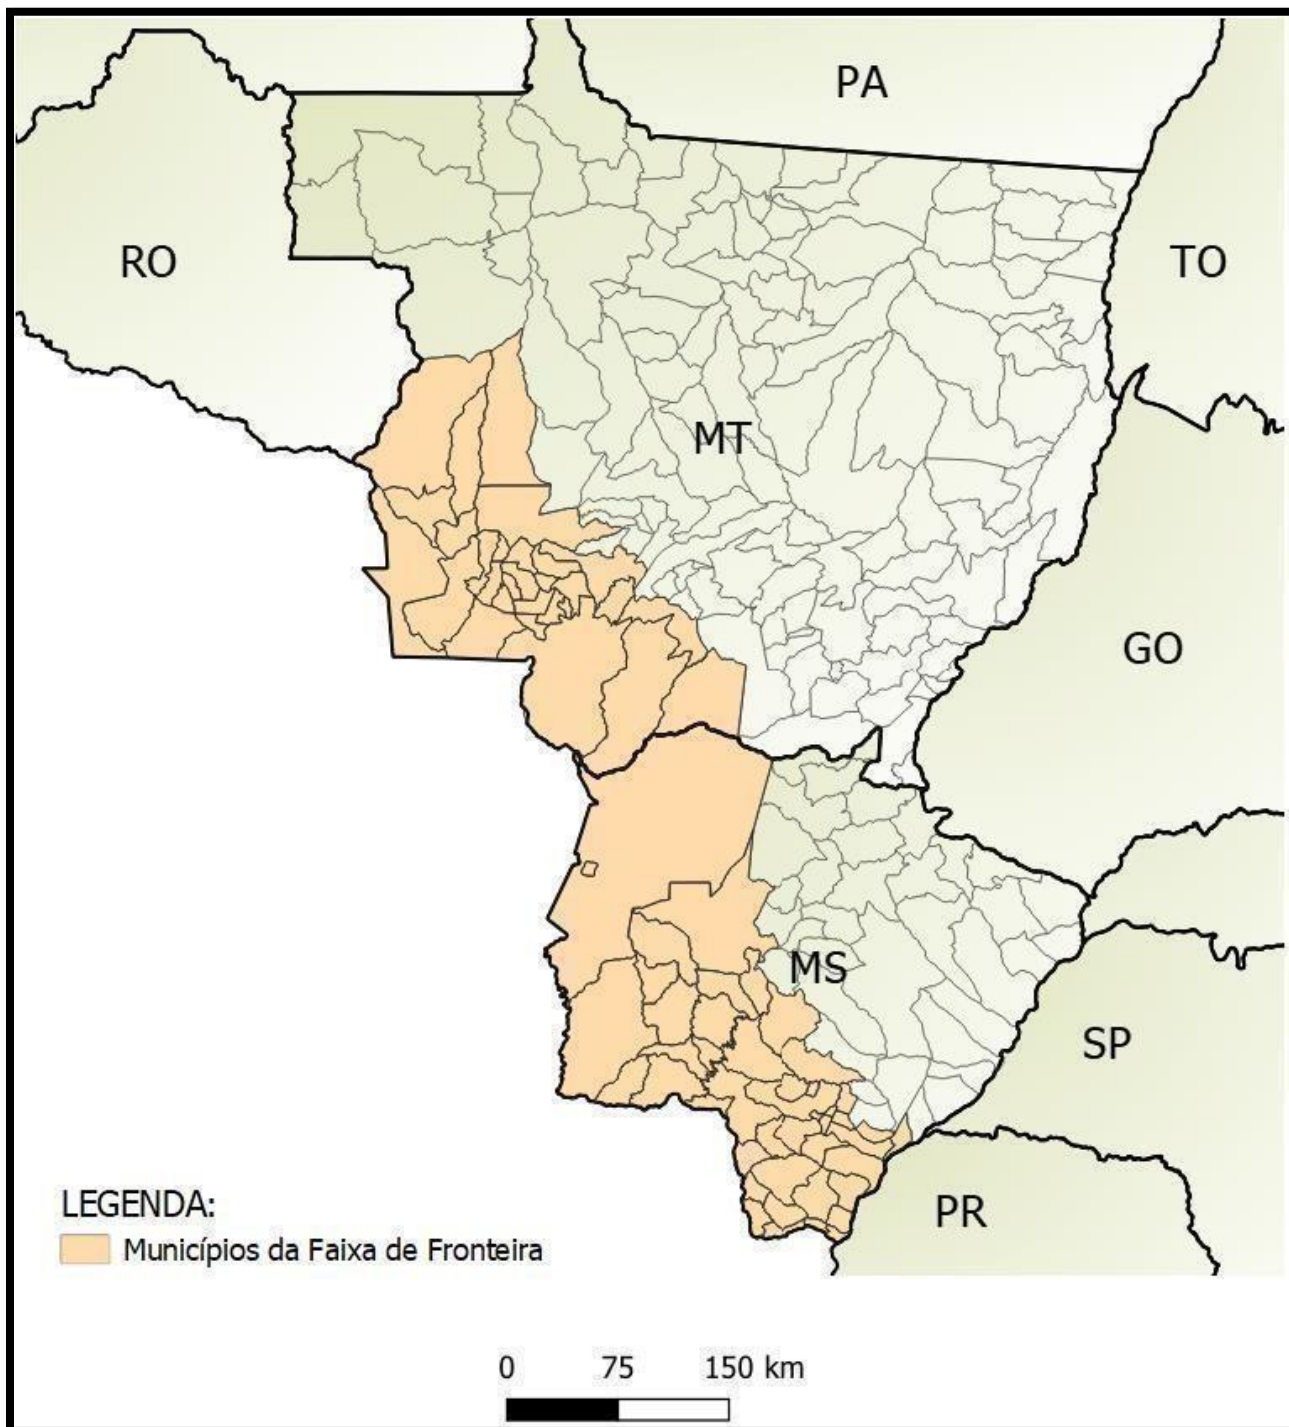 PA
RO
TO
MT
GO
MS
SP
PR
LEGENDA:
Municípios da Faixa de Fronteira
0 75 150 km